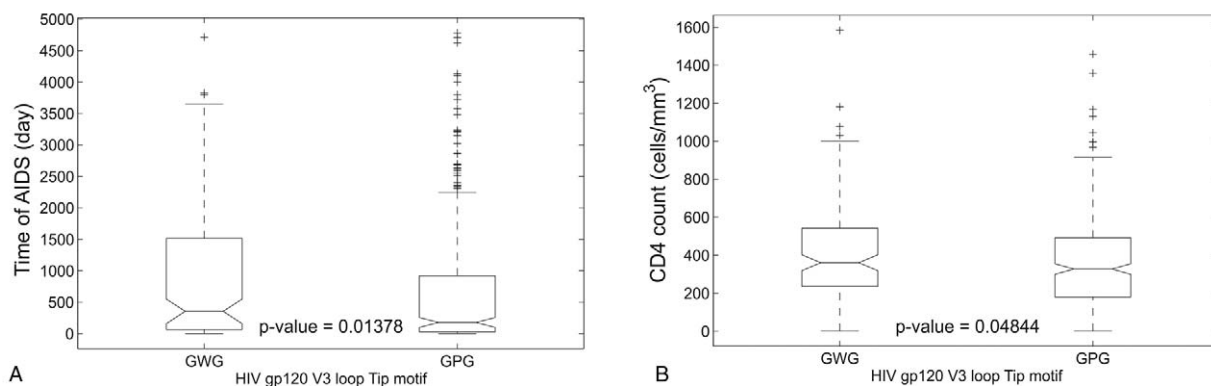 5000
4500
4000
3500
3000
2500
2000
1500
1000
500
0
Time of AIDS (day)
p-value = 0.01378
GWG
GPG
HIV gp120 V3 loop Tip motif
A
1600
1400
1200
1000
800
600
400
200
0
CD4 count (cells/mm³)
p-value = 0.04844
GWG
GPG
HIV gp120 V3 loop Tip motif
B